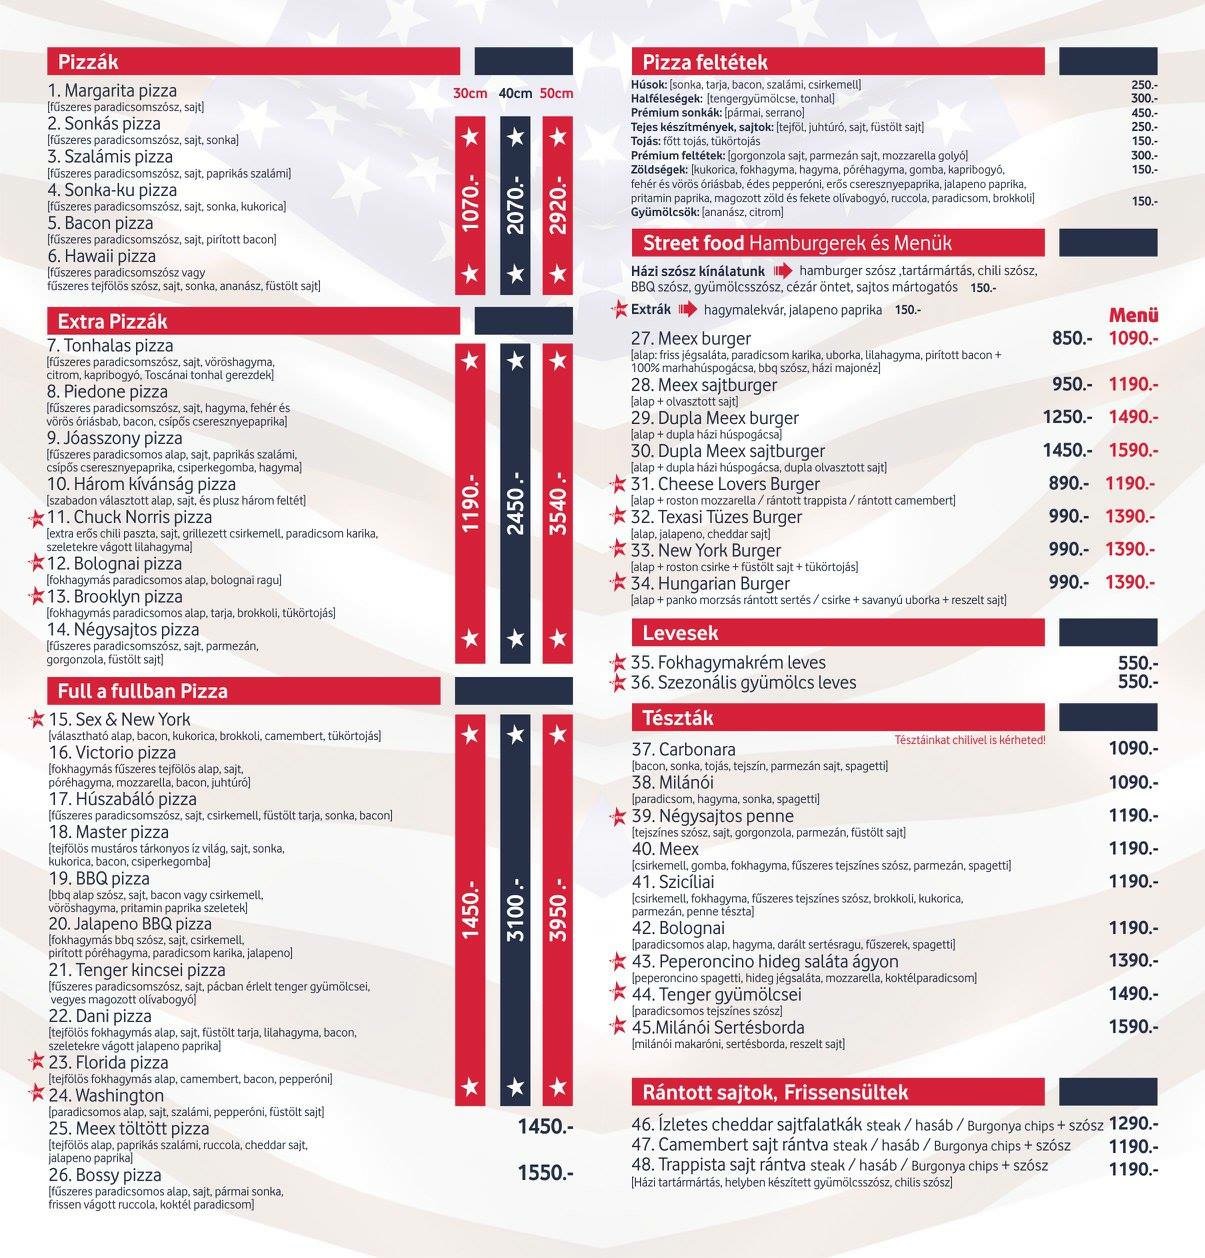 Pizzák
30cm 40cm 50cm
1. Margarita pizza
[fűszeres paradicsomszósz, sajt]
2. Sonkás pizza
[fűszeres paradicsomszósz, sajt, sonka]
3. Szalámis pizza
[fűszeres paradicsomszósz, sajt, paprikás szalámi]
4. Sonka-ku pizza
[fűszeres paradicsomszósz, sajt, sonka, kukorica]
5. Bacon pizza
[fűszeres paradicsomszósz, sajt, pirított bacon]
6. Hawaii pizza
[fűszeres paradicsomszósz vagy
fűszeres tejfölös szósz, sajt, sonka, ananász, füstölt sajt]
1070.- 2070.- 2920.-
Extra Pizzák
7. Tonhalas pizza
[fűszeres paradicsomszósz, sajt, vöröshagyma,
citrom, kapribogyó, Toscánai tonhal gerezdek]
8. Piedone pizza
[fűszeres paradicsomszósz, sajt, hagyma, fehér és
vörös óriásbab, bacon, csípős cseresznyepaprika]
9. Jóasszony pizza
[fűszeres paradicsomos alap, sajt, paprikás szalámi,
csípős cseresznyepaprika, csiperkegomba, hagyma]
10. Három kívánság pizza
[szabadon választott alap, sajt, és plusz három feltét]
11. Chuck Norris pizza
[extra erős chili paszta, sajt, grillezett csirkemell, paradicsom karika,
szeletekre vágott lilahagyma]
12. Bolognai pizza
[fokhagymás paradicsomos alap, bolognai ragu]
13. Brooklyn pizza
[fokhagymás paradicsomos alap, tarja, brokkoli, tükörtojás]
14. Négysajtos pizza
[fűszeres paradicsomszósz, sajt, parmezán,
gorgonzola, füstölt sajt]
1190.- 2450.- 3540.-
Full a fullban Pizza
15. Sex & New York
[választható alap, bacon, kukorica, brokkoli, camembert, tükörtojás]
16. Victorio pizza
[fokhagymás fűszeres tejfölös alap, sajt,
póréhagyma, mozzarella, bacon, juhtúró]
17. Húszabáló pizza
[fűszeres paradicsomszósz, sajt, csirkemell, füstölt tarja, sonka, bacon]
18. Master pizza
[tejfölös mustáros tárkonyos íz világ, sajt, sonka,
kukorica, bacon, csiperkegomba]
19. BBQ pizza
[bbq alap szósz, sajt, bacon vagy csirkemell,
vöröshagyma, pritamin paprika szeletek]
20. Jalapeno BBQ pizza
[fokhagymás bbq szósz, sajt, csirkemell,
pirított póréhagyma, paradicsom karika, jalapeno]
21. Tenger kincsei pizza
[fűszeres paradicsomszósz, sajt, pácban érlelt tenger gyümölcsei,
vegyes magozott olívabogyó]
22. Dani pizza
[tejfölös fokhagymás alap, sajt, füstölt tarja, lilahagyma, bacon,
szeletekre vágott jalapeno paprika]
23. Florida pizza
[tejfölös fokhagymás alap, camembert, bacon, pepperóni]
24. Washington
[paradicsomos alap, sajt, szalámi, pepperóni, füstölt sajt]
1450.- 3100.- 3950.-
25. Meex töltött pizza 1450.-
[tejfölös alap, paprikás szalámi, ruccola, cheddar sajt,
jalapeno paprika]
26. Bossy pizza 1550.-
[fűszeres paradicsomos alap, sajt, pármai sonka,
frissen vágott ruccola, koktél paradicsom]
Pizza feltétek
Húsok: [sonka, tarja, bacon, szalámi, csirkemell] 250.-
Halféleségek: [tengergyümölcse, tonhal] 300.-
Prémium sonkák: [pármai, serrano] 450.-
Tejes készítmények, sajtok: [tejföl, juhtúró, sajt, füstölt sajt] 250.-
Tojás: főtt tojás, tükörtojás 150.-
Prémium feltétek: [gorgonzola sajt, parmezán sajt, mozzarella golyó] 300.-
Zöldségek: [kukorica, fokhagyma, hagyma, póréhagyma, gomba, kapribogyó, 150.-
fehér és vörös óriásbab, édes pepperóni, erős cseresznyepaprika, jalapeno paprika,
pritamin paprika, magozott zöld és fekete olívabogyó, ruccola, paradicsom, brokkoli] 150.-
Gyümölcsök: [ananász, citrom]
Street food Hamburgerek és Menük
Házi szósz kínálatunk hamburger szósz ,tartármártás, chili szósz,
BBQ szósz, gyümölcsszósz, cézár öntet, sajtos mártogatós 150.-
Extrák hagymalekvár, jalapeno paprika 150.-
Menü
27. Meex burger 850.- 1090.-
[alap: friss jégsaláta, paradicsom karika, uborka, lilahagyma, pirított bacon +
100% marhahúspogácsa, bbq szósz, házi majonéz]
28. Meex sajtburger 950.- 1190.-
[alap + olvasztott sajt]
29. Dupla Meex burger 1250.- 1490.-
[alap + dupla házi húspogácsa]
30. Dupla Meex sajtburger 1450.- 1590.-
[alap + dupla házi húspogácsa, dupla olvasztott sajt]
31. Cheese Lovers Burger 890.- 1190.-
[alap + roston mozzarella / rántott trappista / rántott camembert]
32. Texasi Tüzes Burger 990.- 1390.-
[alap, jalapeno, cheddar sajt]
33. New York Burger 990.- 1390.-
[alap + roston csirke + füstölt sajt + tükörtojás]
34. Hungarian Burger 990.- 1390.-
[alap + panko morzsás rántott sertés / csirke + savanyú uborka + reszelt sajt]
Levesek
35. Fokhagymakrém leves 550.-
36. Szezonális gyümölcs leves 550.-
Tészták
Tésztáinkat chilivel is kérheted!
37. Carbonara 1090.-
[bacon, sonka, tojás, tejszín, parmezán sajt, spagetti]
38. Milánói 1090.-
[paradicsom, hagyma, sonka, spagetti]
39. Négysajtos penne 1190.-
[tejszínes szósz, sajt, gorgonzola, parmezán, füstölt sajt]
40. Meex 1190.-
[csirkemell, gomba, fokhagyma, fűszeres tejszínes szósz, parmezán, spagetti]
41. Szicíliai 1190.-
[csirkemell, fokhagyma, fűszeres tejszínes szósz, brokkoli, kukorica,
parmezán, penne tészta]
42. Bolognai 1190.-
[paradicsomos alap, hagyma, darált sertésragu, fűszerek, spagetti]
43. Peperoncino hideg saláta ágyon 1390.-
[peperoncino spagetti, hideg jégsaláta, mozzarella, koktélparadicsom]
44. Tenger gyümölcsei 1490.-
[paradicsomos tejszínes szósz]
45.Milánói Sertésborda 1590.-
[milánói makaróni, sertésborda, reszelt sajt]
Rántott sajtok, Frissensültek
46. Ízletes cheddar sajtfalatkák steak / hasáb / Burgonya chips + szósz 1290.-
47. Camembert sajt rántva steak / hasáb / Burgonya chips + szósz 1190.-
48. Trappista sajt rántva steak / hasáb / Burgonya chips + szósz 1190.-
[Házi tartármártás, helyben készített gyümölcsszósz, chilis szósz]